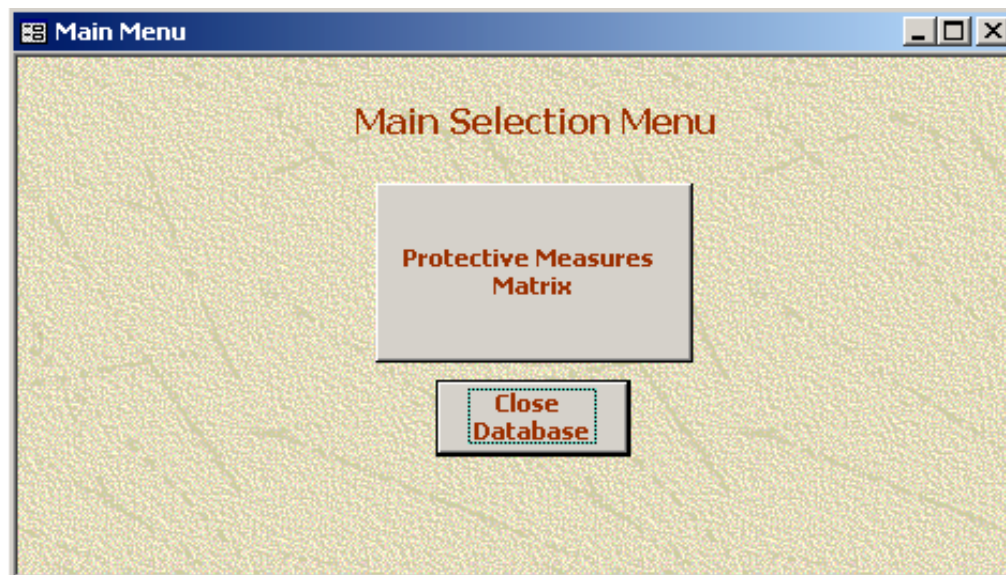 Main Menu
Main Selection Menu
Protective Measures
Matrix
Close
Database